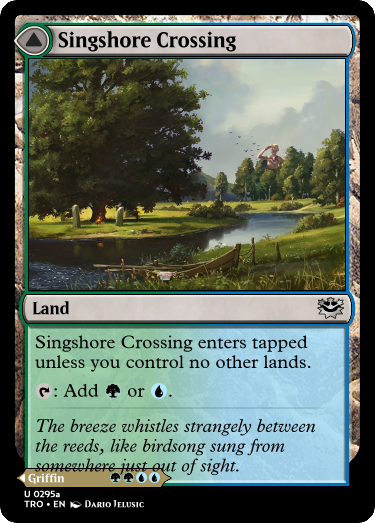 Singshore Crossing
Land
Singshore Crossing enters tapped
unless you control no other lands.
: Add or .
The breeze whistles strangely between
the reeds, like birdsong sung from
somewhere just out of sight.
Griffin
U 0295a
TRO • EN Dario Jelusic